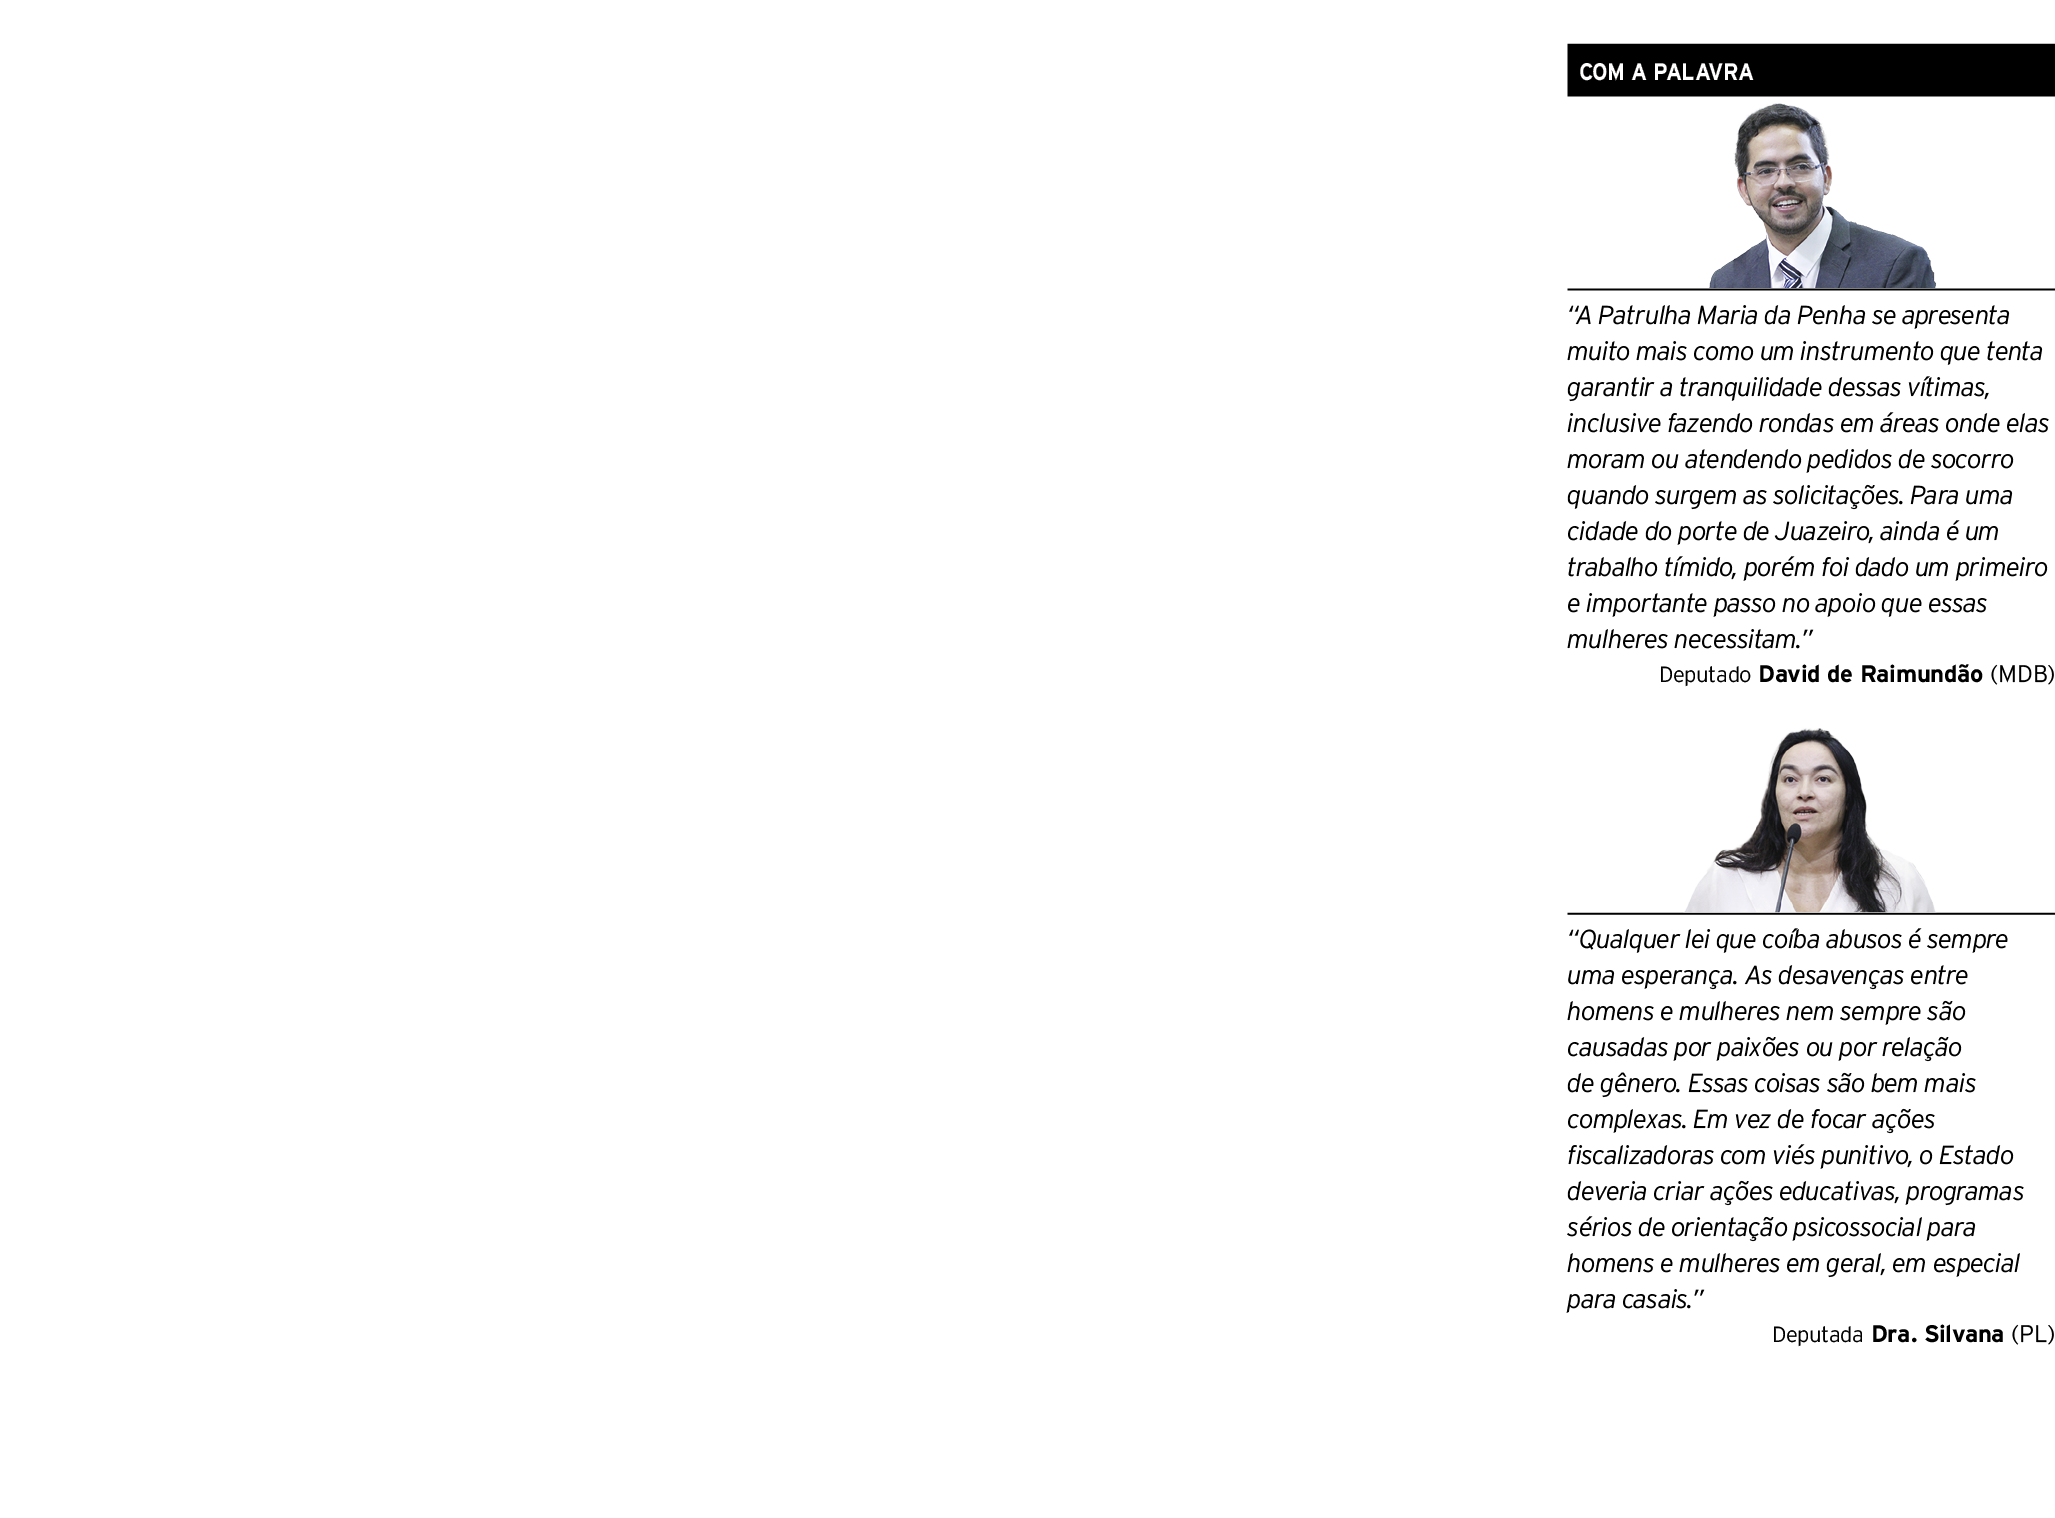 COM A PALAVRA
“A Patrulha Maria da Penha se apresenta
muito mais como um instrumento que tenta
garantir a tranquilidade dessas vítimas,
inclusive fazendo rondas em áreas onde elas
moram ou atendendo pedidos de socorro
quando surgem as solicitações. Para uma
cidade do porte de Juazeiro, ainda é um
trabalho tímido, porém foi dado um primeiro
e importante passo no apoio que essas
mulheres necessitam.”
Deputado David de Raimundão (MDB)
“Qualquer lei que coíba abusos é sempre
uma esperança. As desavenças entre
homens e mulheres nem sempre são
causadas por paixões ou por relação
de gênero. Essas coisas são bem mais
complexas. Em vez de focar ações
fiscalizadoras com viés punitivo, o Estado
deveria criar ações educativas, programas
sérios de orientação psicossocial para
homens e mulheres em geral, em especial
para casais.”
Deputada Dra. Silvana (PL)